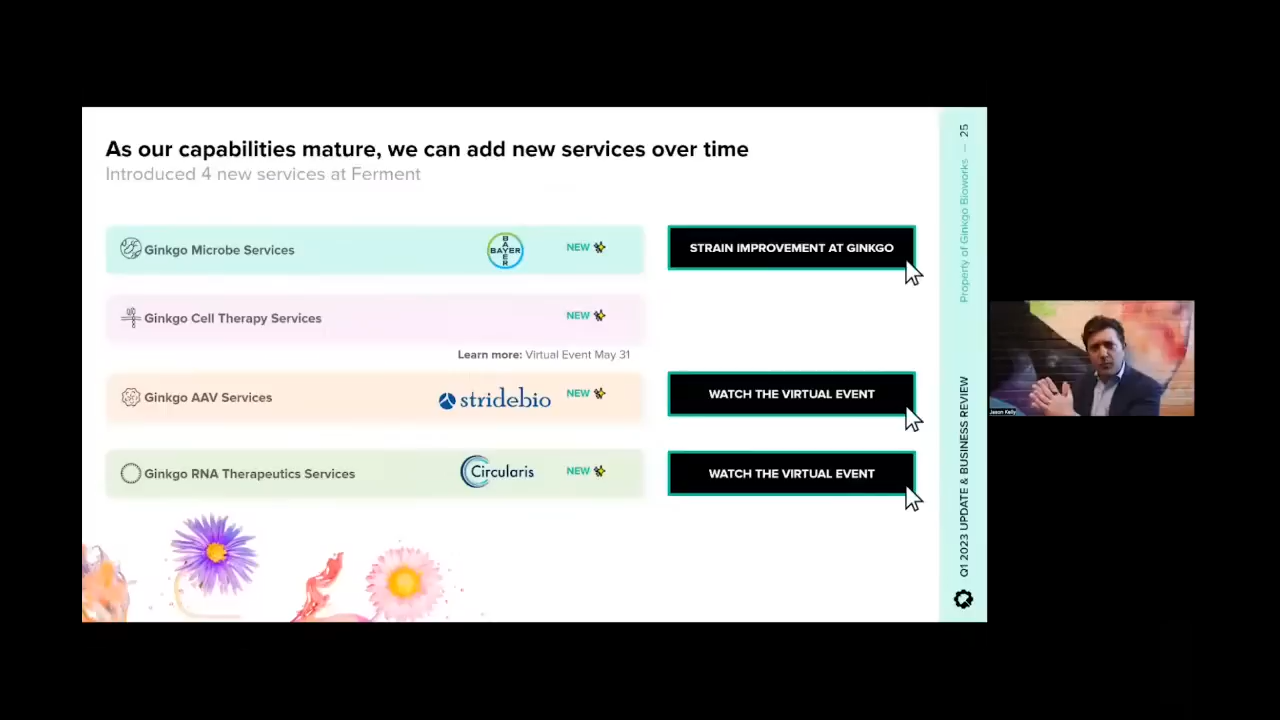 As our capabilities mature, we can add new services over time
Introduced 4 new services at Ferment
Ginkgo Microbe Services
BAYER
BAYER
NEW
STRAIN IMPROVEMENT AT GINKGO
Ginkgo Cell Therapy Services
NEW
Learn more: Virtual Event May 31
Ginkgo AAV Services
stridebio
NEW
WATCH THE VIRTUAL EVENT
Ginkgo RNA Therapeutics Services
Circularis
NEW
WATCH THE VIRTUAL EVENT
Q1 2023 UPDATE & BUSINESS REVIEW
Property of Ginkgo Bioworks — 25
Jason Kelly